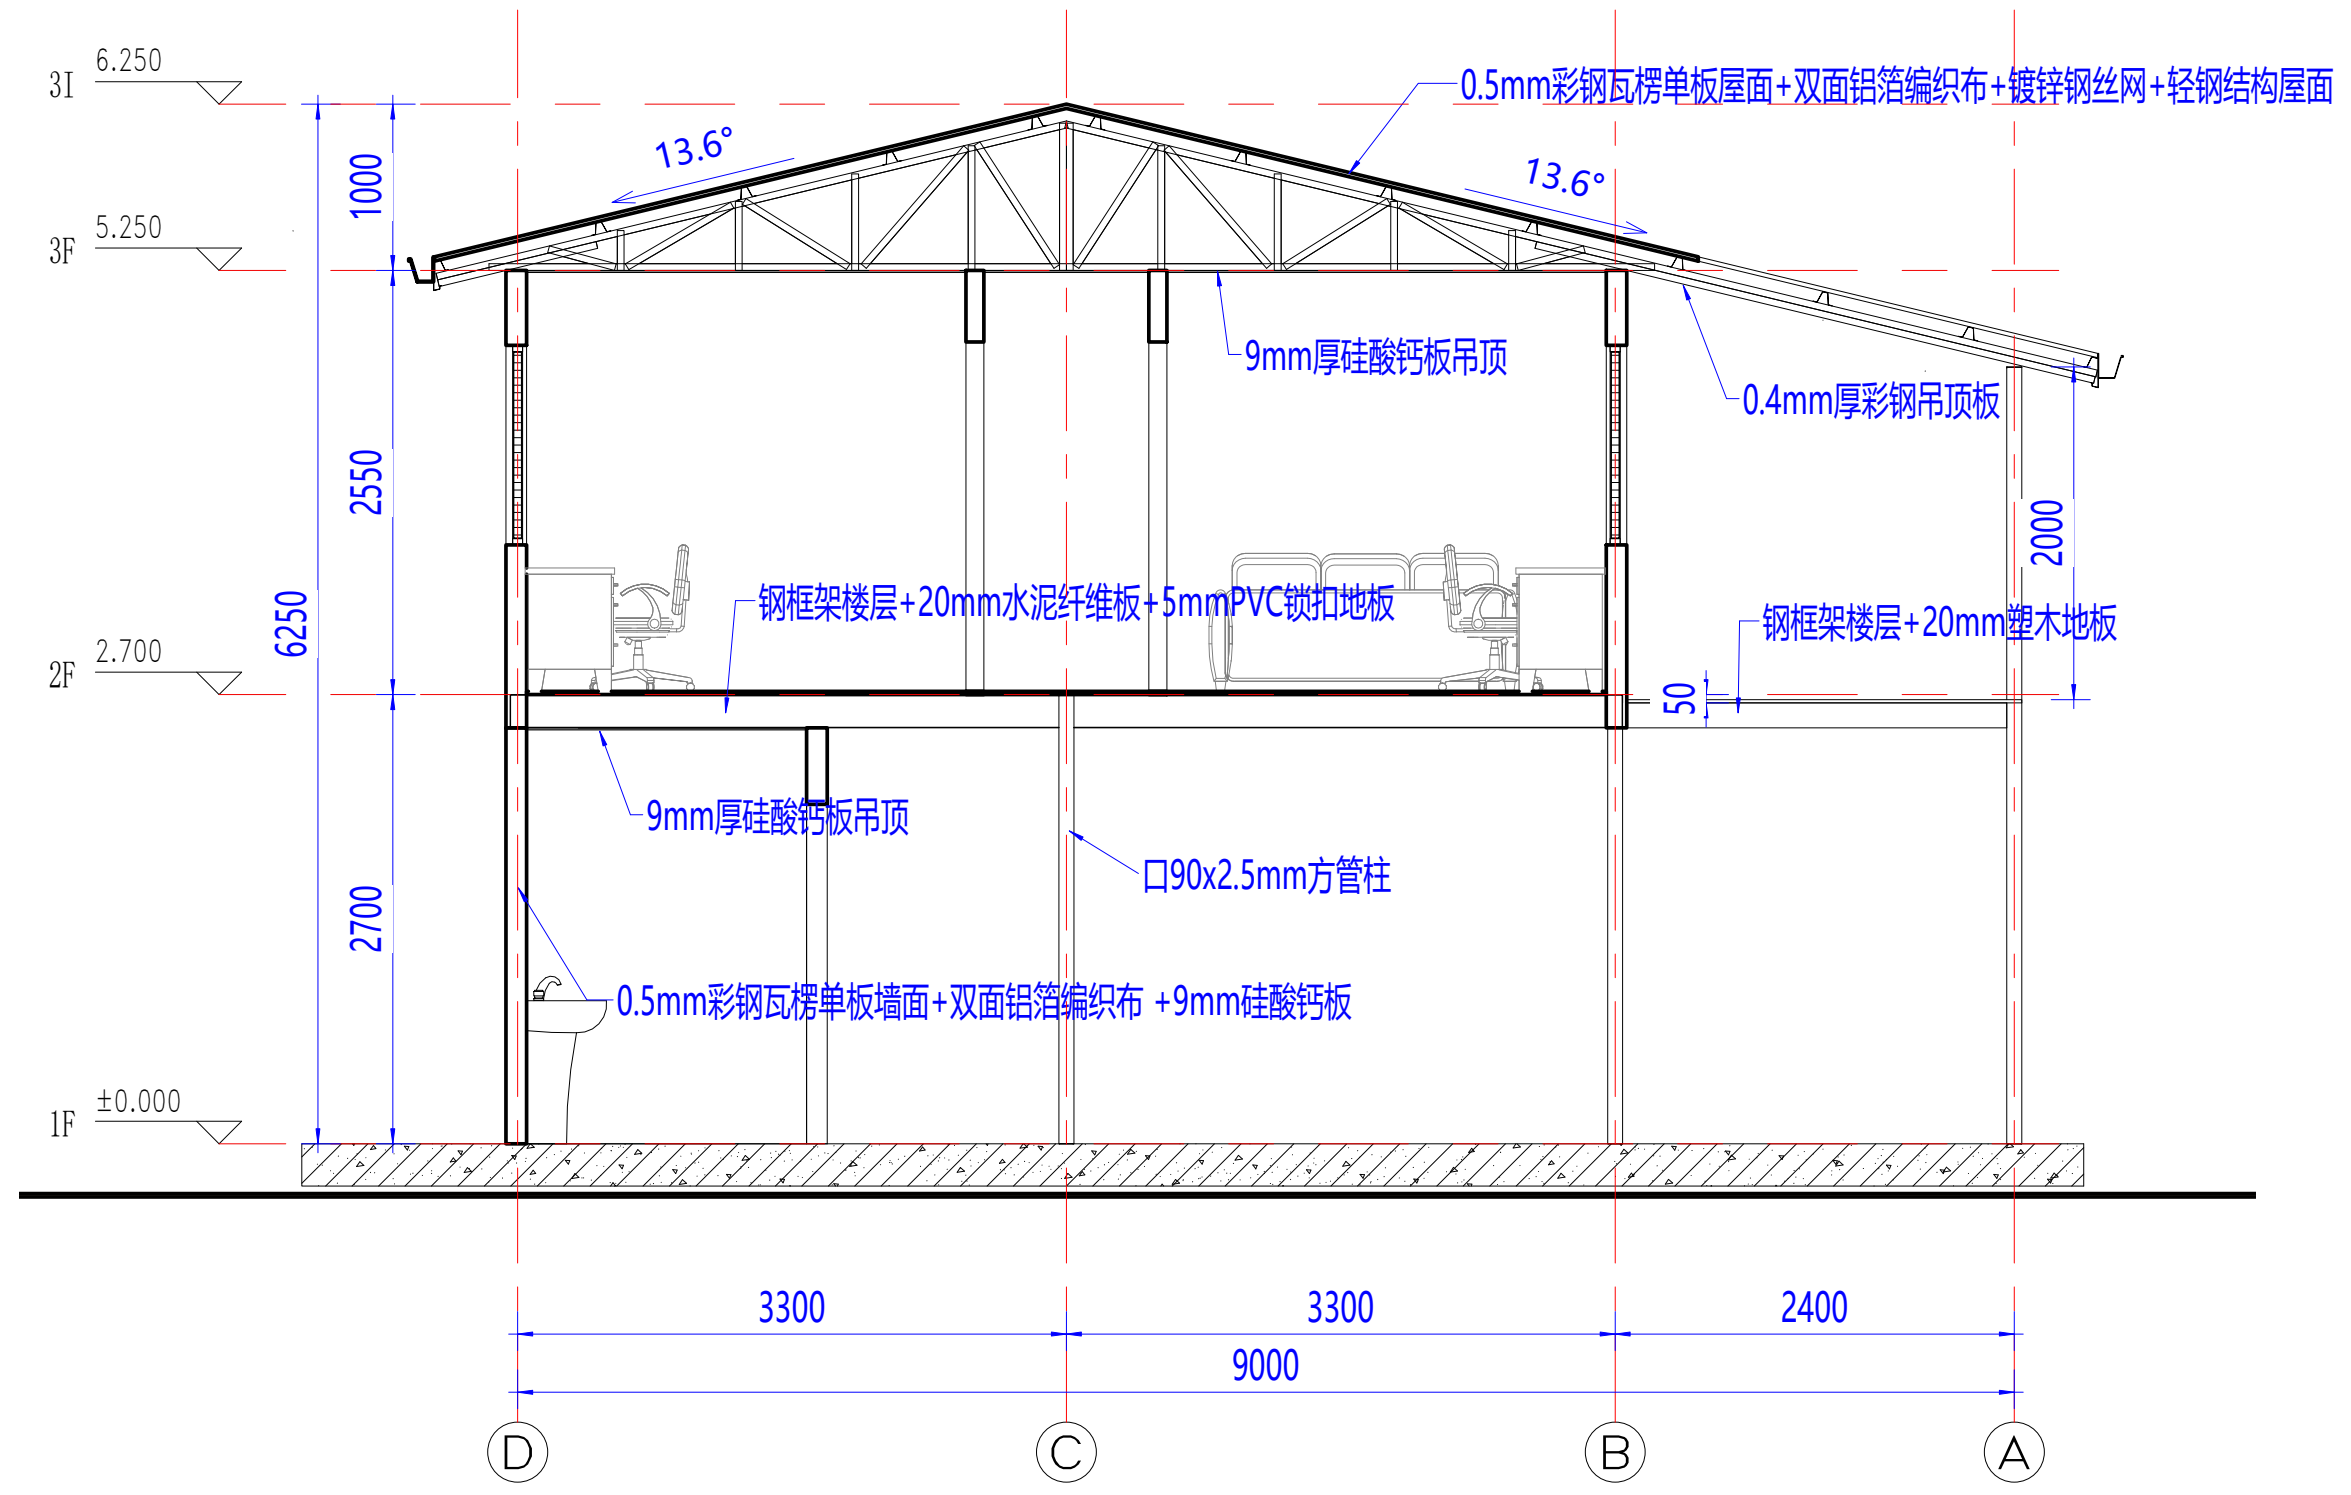 6.250
3I
0.5mm彩钢瓦楞单板屋面+双面铝箔编织布+镀锌钢丝网+轻钢结构屋面
13.6°
13.6°
1000
5.250
3F
9mm厚硅酸钙板吊顶
0.4mm厚彩钢吊顶板
2550
2000
6250
钢框架楼层+20mm水泥纤维板+5mmPVC锁扣地板
钢框架楼层+20mm塑木地板
2.700
2F
50
9mm厚硅酸钙板吊顶
口90x2.5mm方管柱
2700
0.5mm彩钢瓦楞单板墙面+双面铝箔编织布 +9mm硅酸钙板
±0.000
1F
3300
3300
2400
9000
D
C
B
A